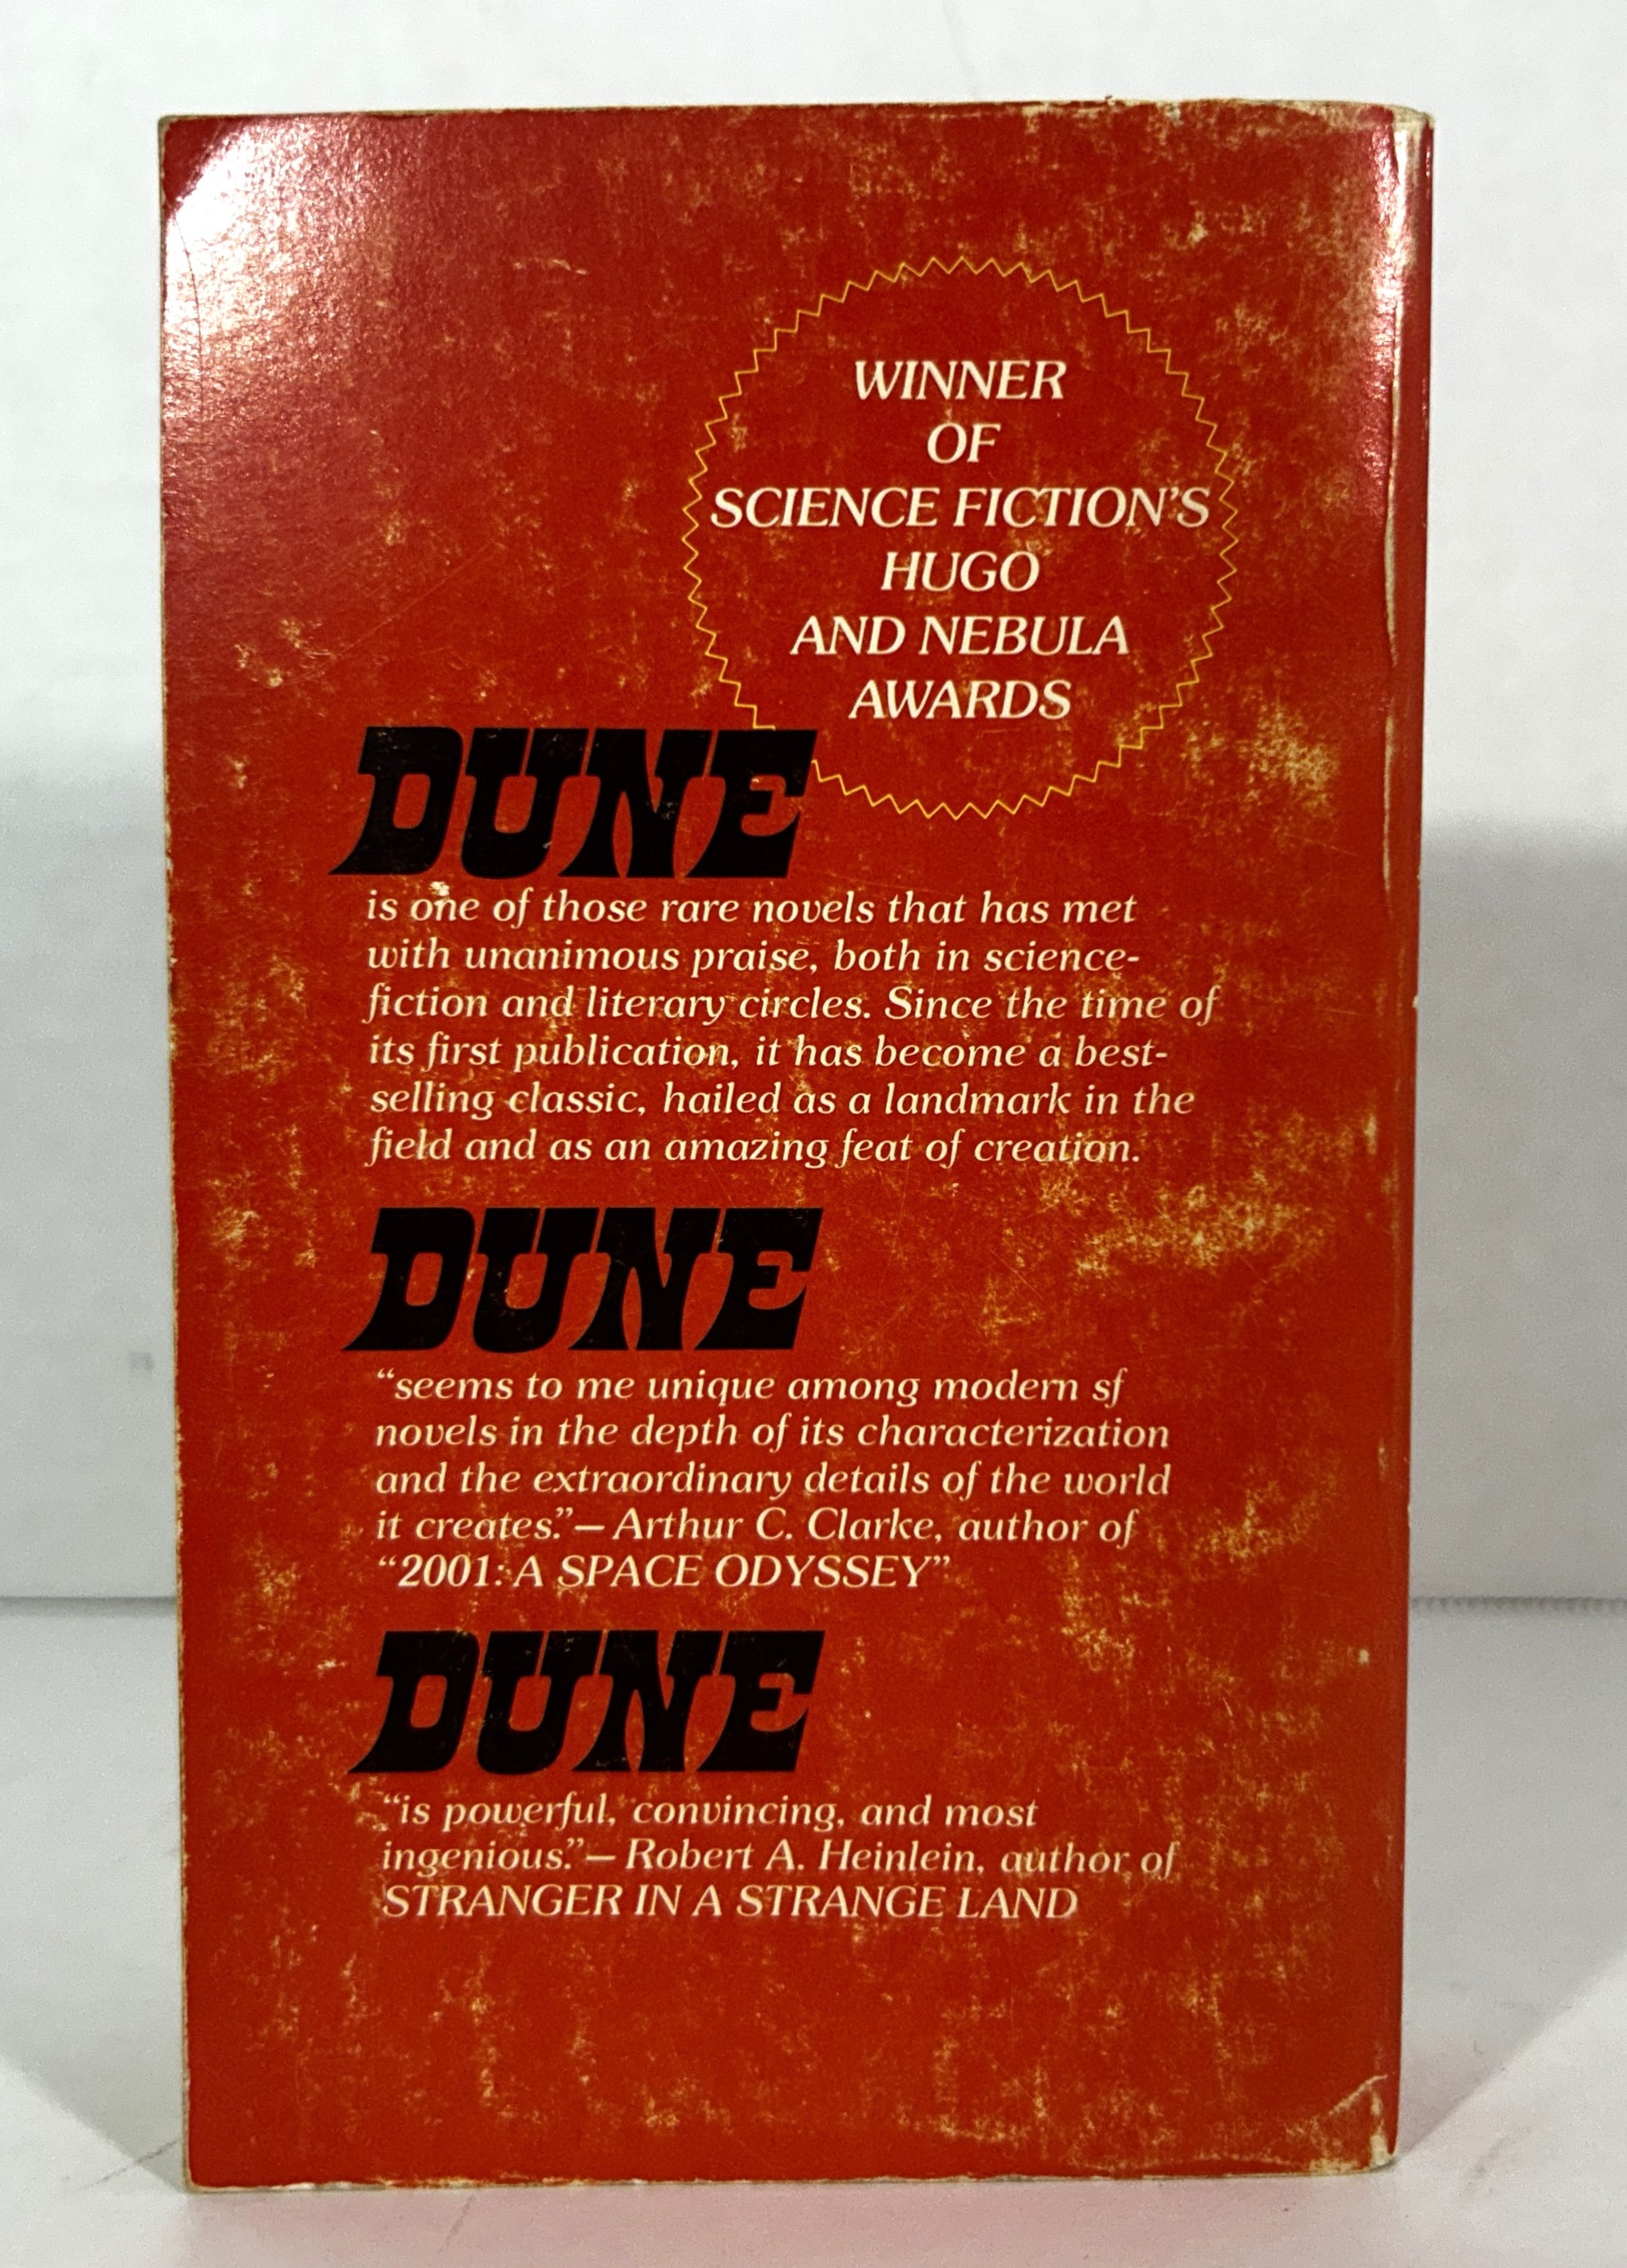 WINNER
OF
SCIENCE FICTION'S
HUGO
AND NEBULA
AWARDS
DUNE
is one of those rare novels that has met
with unanimous praise, both in science-
fiction and literary circles. Since the time of
its first publication, it has become a best-
selling classic, hailed as a landmark in the
field and as an amazing feat of creation.
DUNE
“seems to me unique among modern sf
novels in the depth of its characterization
and the extraordinary details of the world
it creates.”—Arthur C. Clarke, author of
“2001: A SPACE ODYSSEY”
DUNE
“is powerful, convincing, and most
ingenious.”—Robert A. Heinlein, author of
STRANGER IN A STRANGE LAND